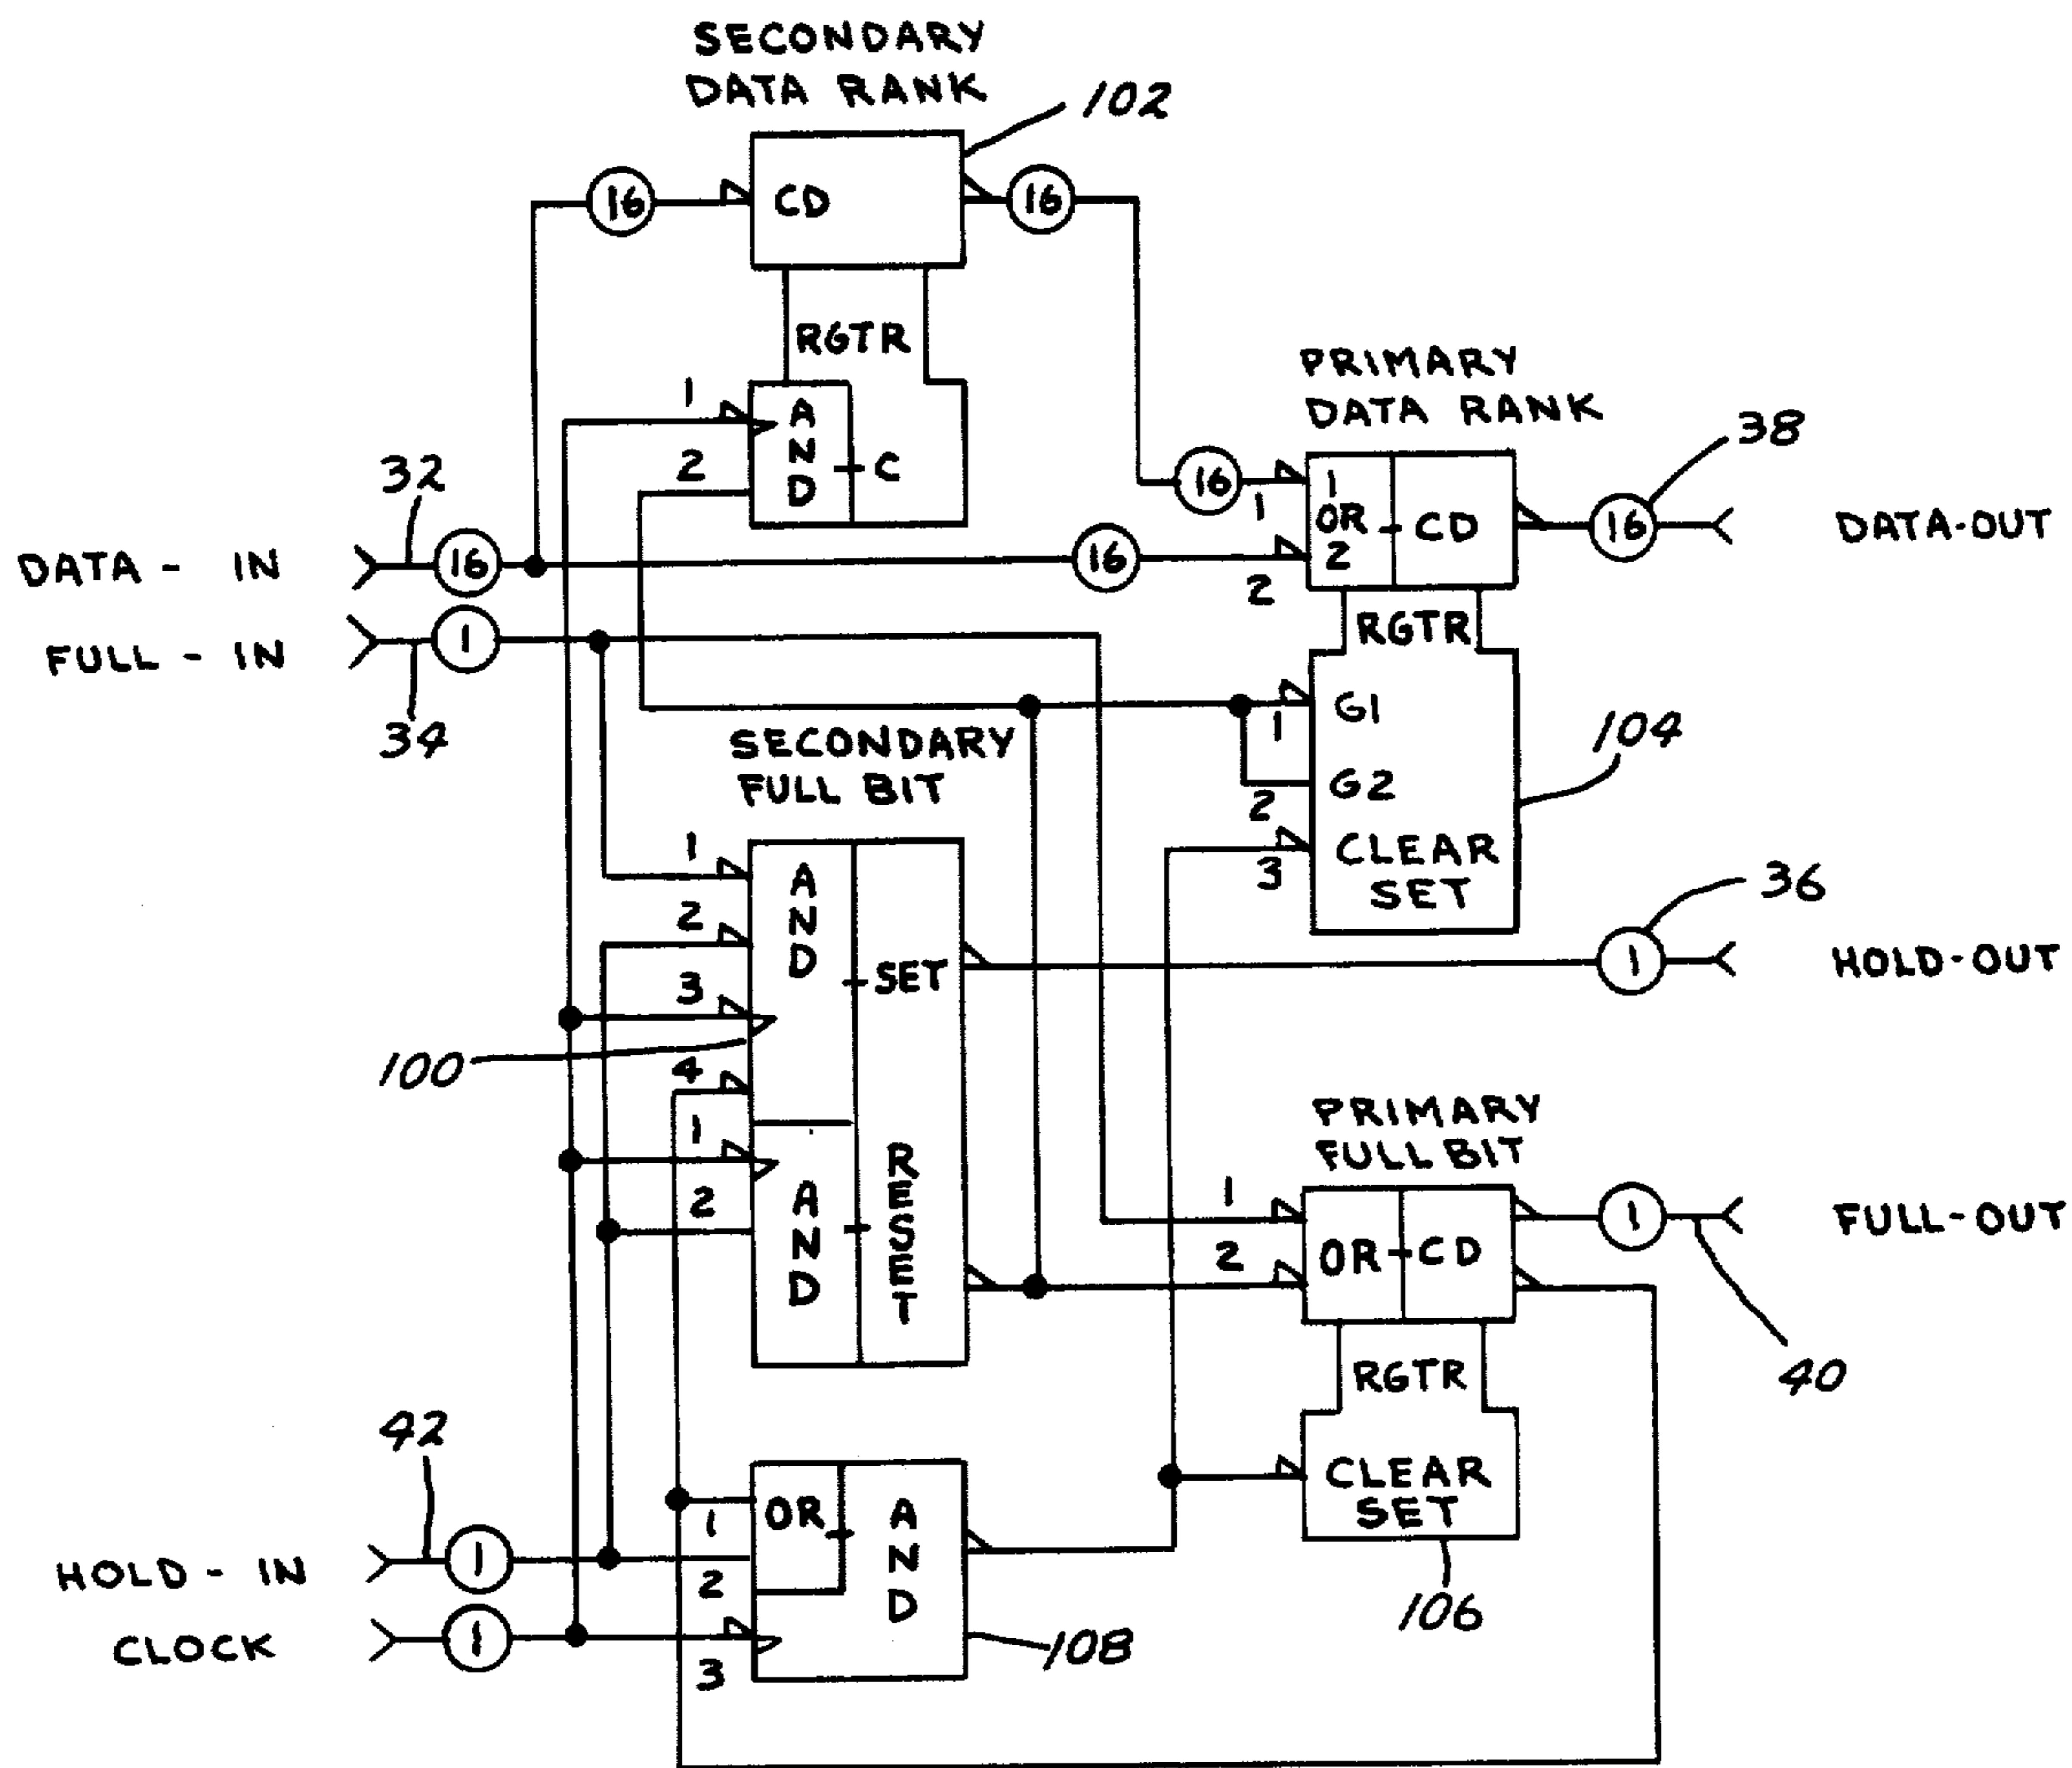 SECONDARY
DATA RANK
102
16
CD
16
RGTR
PRIMARY
DATA RANK
38
1
A
N
D
2
C
32
16
1
1
OR
CD
16
DATA-OUT
DATA - IN
16
16
2
2
FULL - IN
1
RGTR
34
SECONDARY
FULL BIT
G1
1
104
G2
2
1
A
N
D
CLEAR
SET
3
36
2
3
SET
1
HOLD-OUT
100
4
1
PRIMARY
FULL BIT
2
A
N
D
R
E
S
E
T
1
2
OR
CD
1
FULL-OUT
RGTR
40
42
OR
1
A
N
D
CLEAR
SET
HOLD - IN
1
2
106
CLOCK
1
3
108